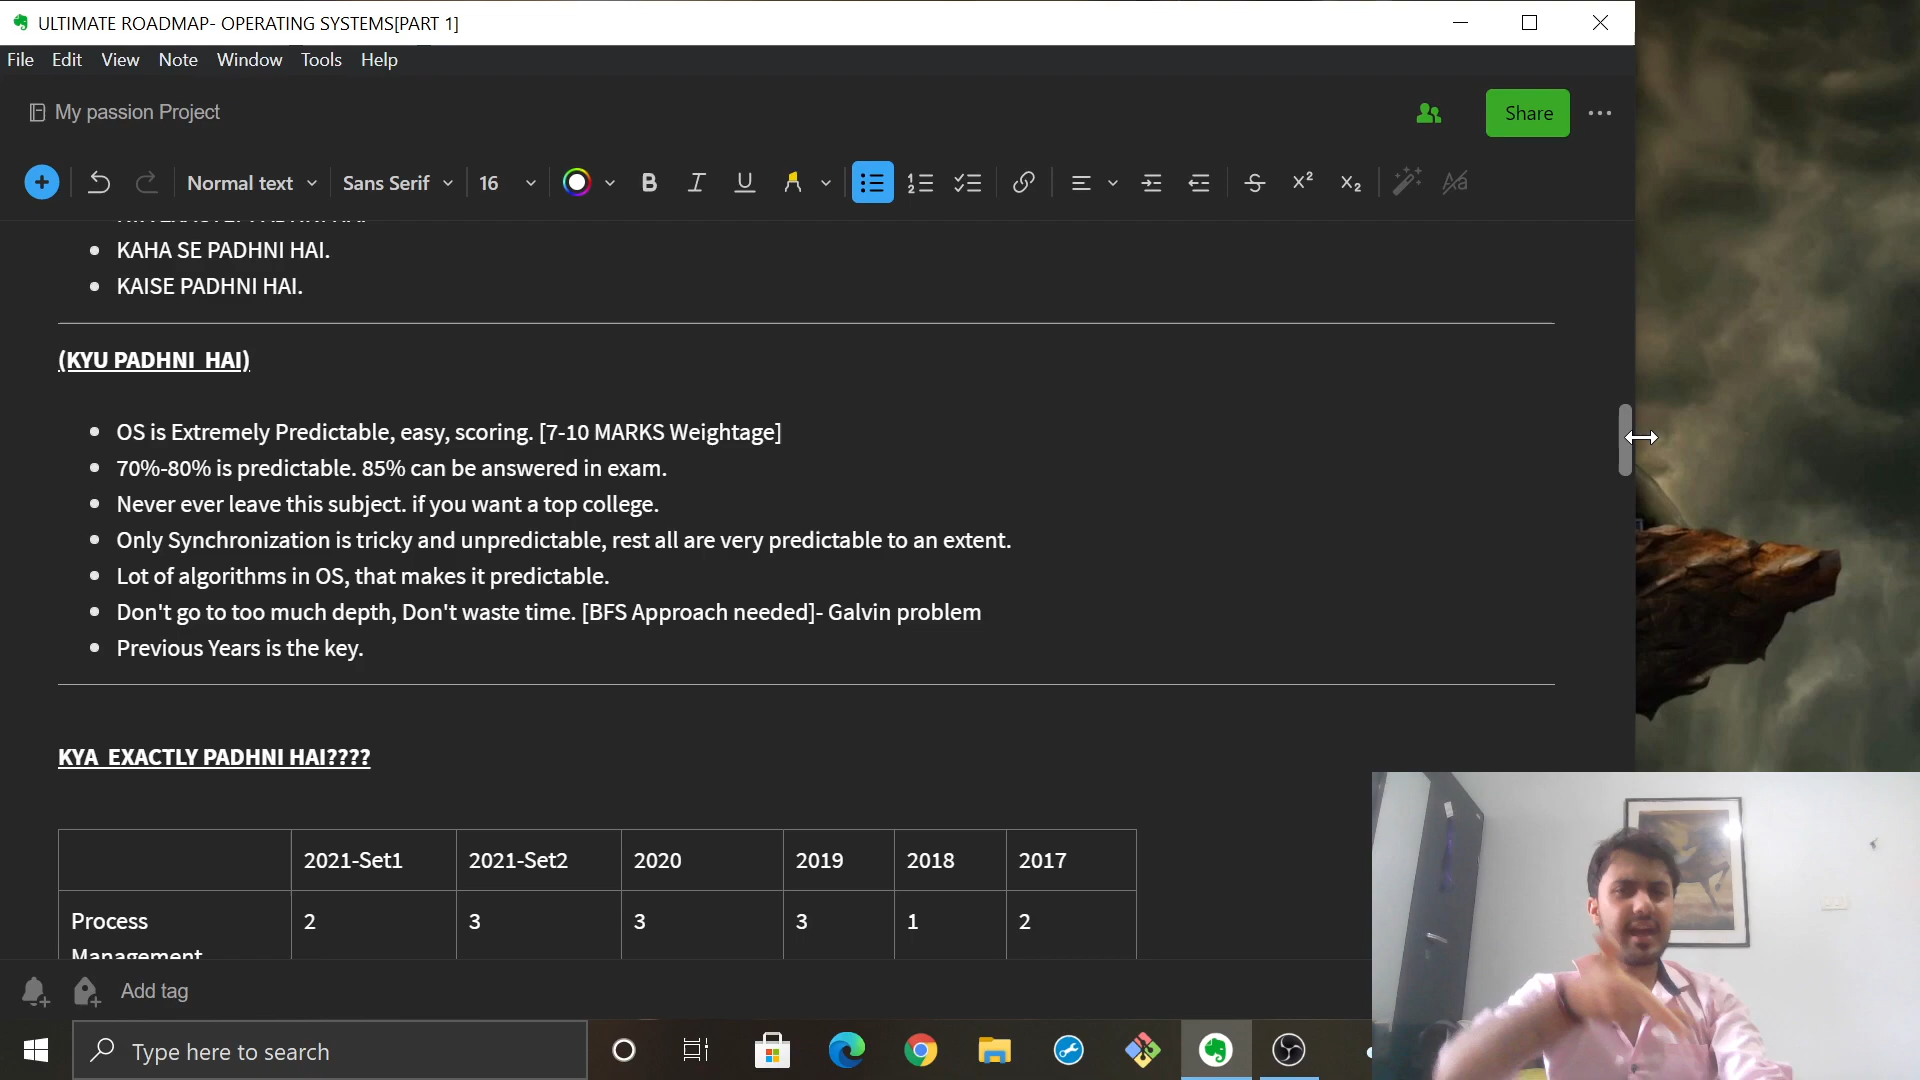 ULTIMATE ROADMAP- OPERATING SYSTEMS[PART 1]
File Edit View Note Window Tools Help
My passion Project
Share
Normal text Sans Serif 16
KAHA SE PADHNI HAI.
KAISE PADHNI HAI.
(KYU PADHNI  HAI)
OS is Extremely Predictable, easy, scoring. [7-10 MARKS Weightage]
70%-80% is predictable. 85% can be answered in exam.
Never ever leave this subject. if you want a top college.
Only Synchronization is tricky and unpredictable, rest all are very predictable to an extent.
Lot of algorithms in OS, that makes it predictable.
Don't go to too much depth, Don't waste time. [BFS Approach needed]- Galvin problem
Previous Years is the key.
KYA  EXACTLY PADHNI HAI????
2021-Set1 2021-Set2 2020 2019 2018 2017
Process 2 3 3 3 1 2
Management
Add tag
Type here to search